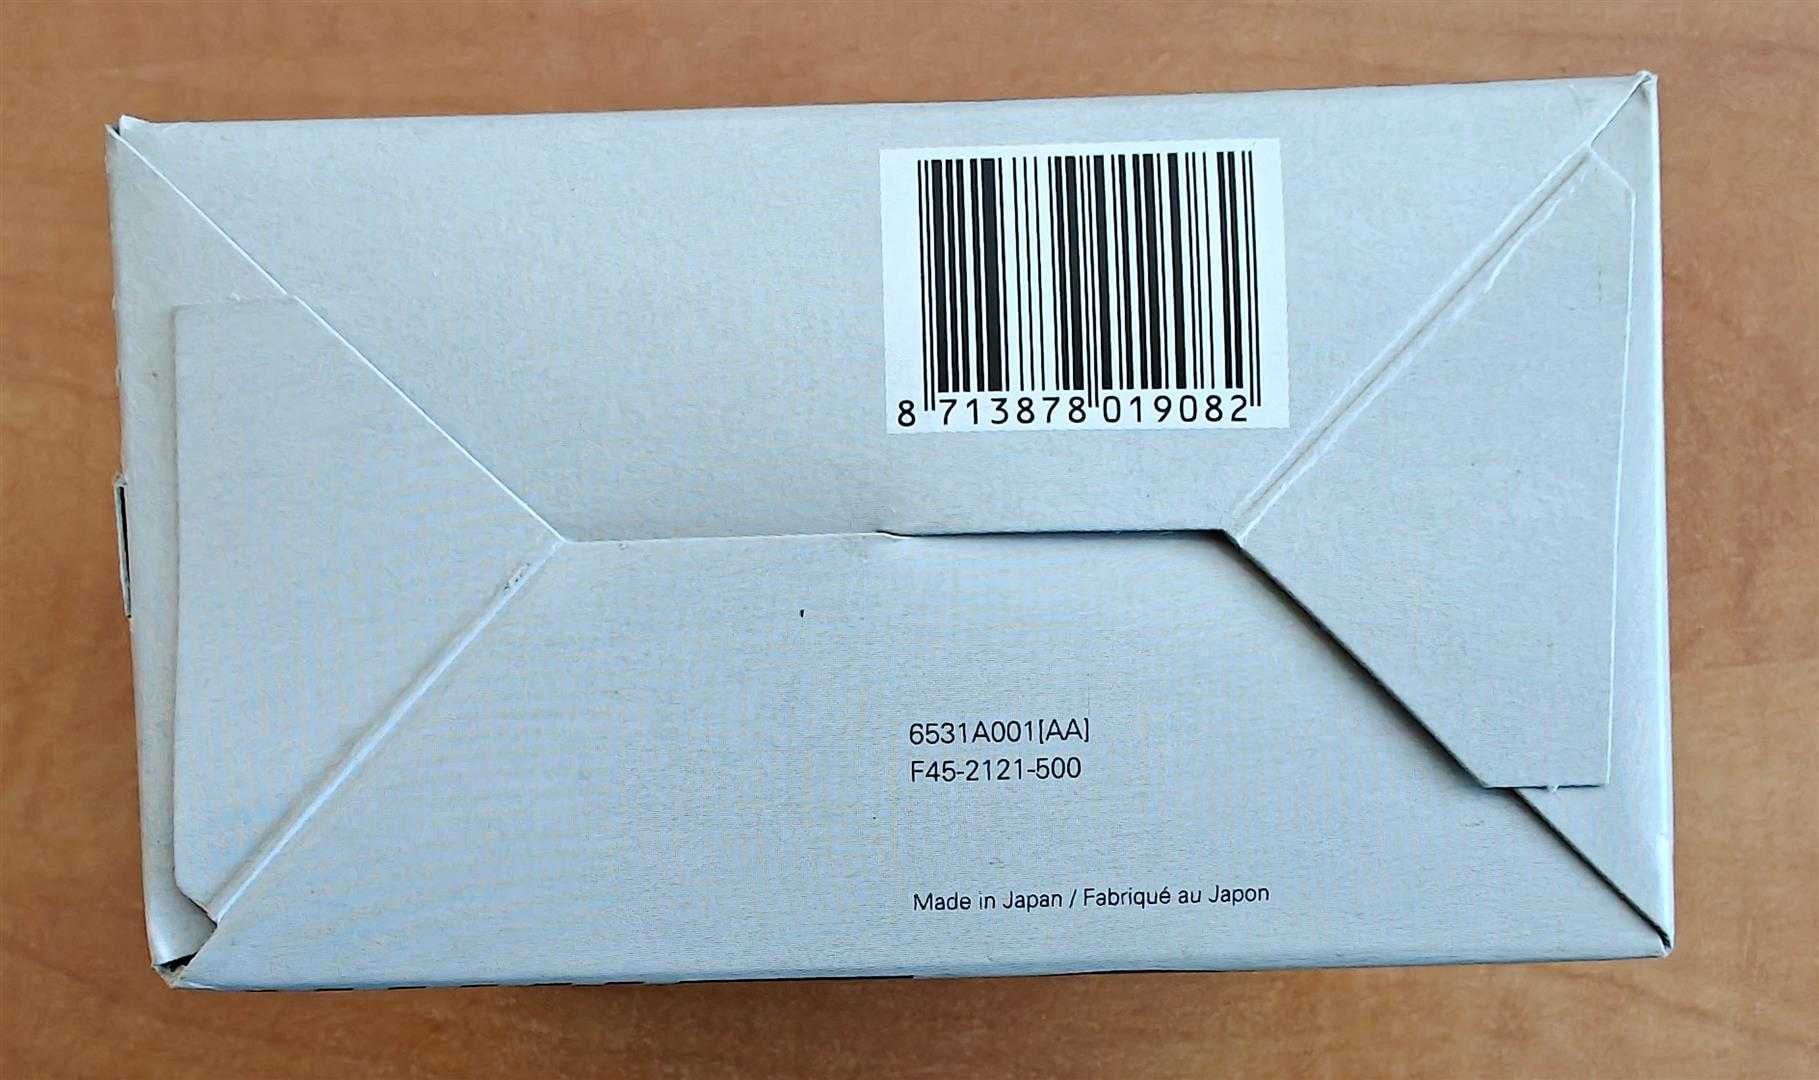 8 713878 019082
6531A001[AA]
F45-2121-500
Made in Japan / Fabriqué au Japon